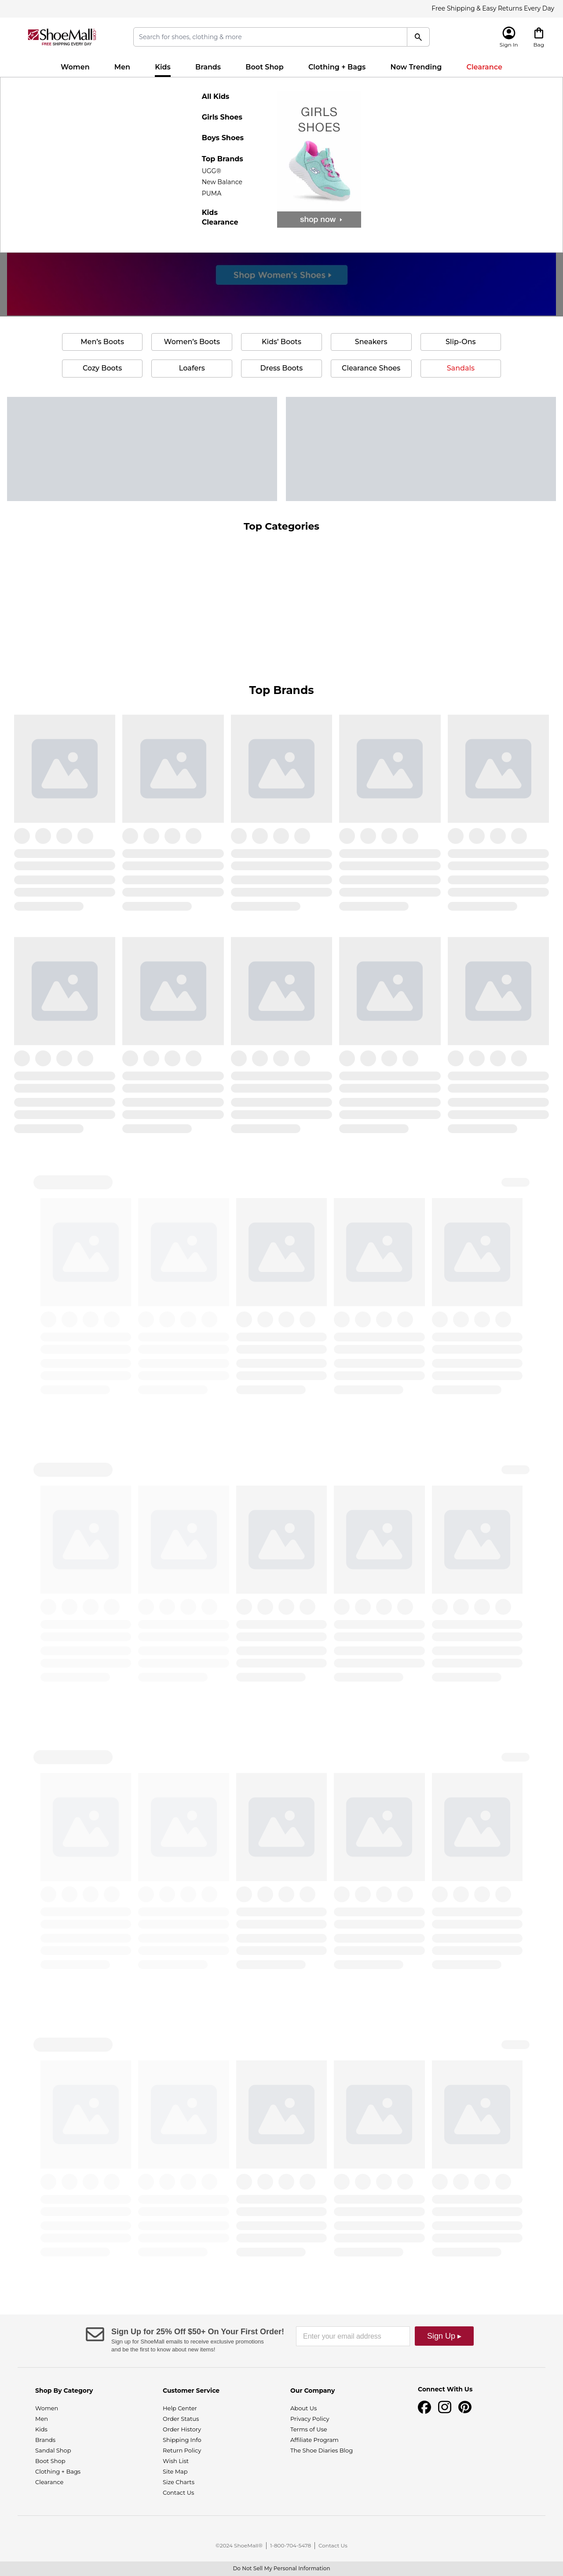 Free Shipping & Easy Returns Every Day
ShoeMall
FREE SHIPPING EVERY DAY
Search for shoes, clothing & more
Sign In
Bag
Women
Men
Kids
Brands
Boot Shop
Clothing + Bags
Now Trending
Clearance
All Kids
Girls Shoes
Boys Shoes
Top Brands
UGG®
New Balance
PUMA
Kids
Clearance
GIRLS
SHOES
shop now
Shop Women's Shoes
Men's Boots
Women's Boots
Kids' Boots
Sneakers
Slip-Ons
Cozy Boots
Loafers
Dress Boots
Clearance Shoes
Sandals
Top Categories
Top Brands
Sign Up for 25% Off $50+ On Your First Order!
Sign up for ShoeMall emails to receive exclusive promotions
and be the first to know about new items!
Enter your email address
Sign Up ▸
Shop By Category
Women
Men
Kids
Brands
Sandal Shop
Boot Shop
Clothing + Bags
Clearance
Customer Service
Help Center
Order Status
Order History
Shipping Info
Return Policy
Wish List
Site Map
Size Charts
Contact Us
Our Company
About Us
Privacy Policy
Terms of Use
Affiliate Program
The Shoe Diaries Blog
Connect With Us
©2024 ShoeMall® | 1-800-704-5478 | Contact Us
Do Not Sell My Personal Information